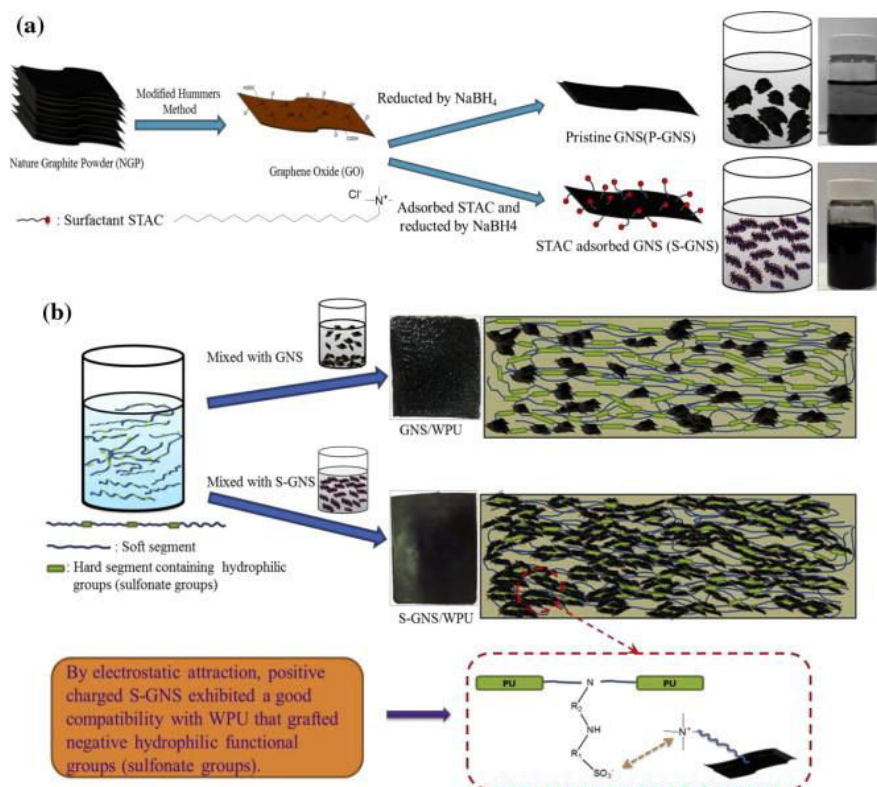 (a)
Modified Hummers
Method
Reducted by NaBH4
Pristine GNS(P-GNS)
Nature Graphite Powder (NGP)
Graphene Oxide (GO)
Cl-
N+
: Surfactant STAC
Adsorbed STAC and
reducted by NaBH4
STAC adsorbed GNS (S-GNS)
(b)
Mixed with GNS
GNS/WPU
Mixed with S-GNS
: Soft segment
: Hard segment containing hydrophilic
groups (sulfonate groups)
S-GNS/WPU
By electrostatic attraction, positive
charged S-GNS exhibited a good
compatibility with WPU that grafted
negative hydrophilic functional
groups (sulfonate groups).
PU
N
PU
R2
NH
N+
R1
SO3-